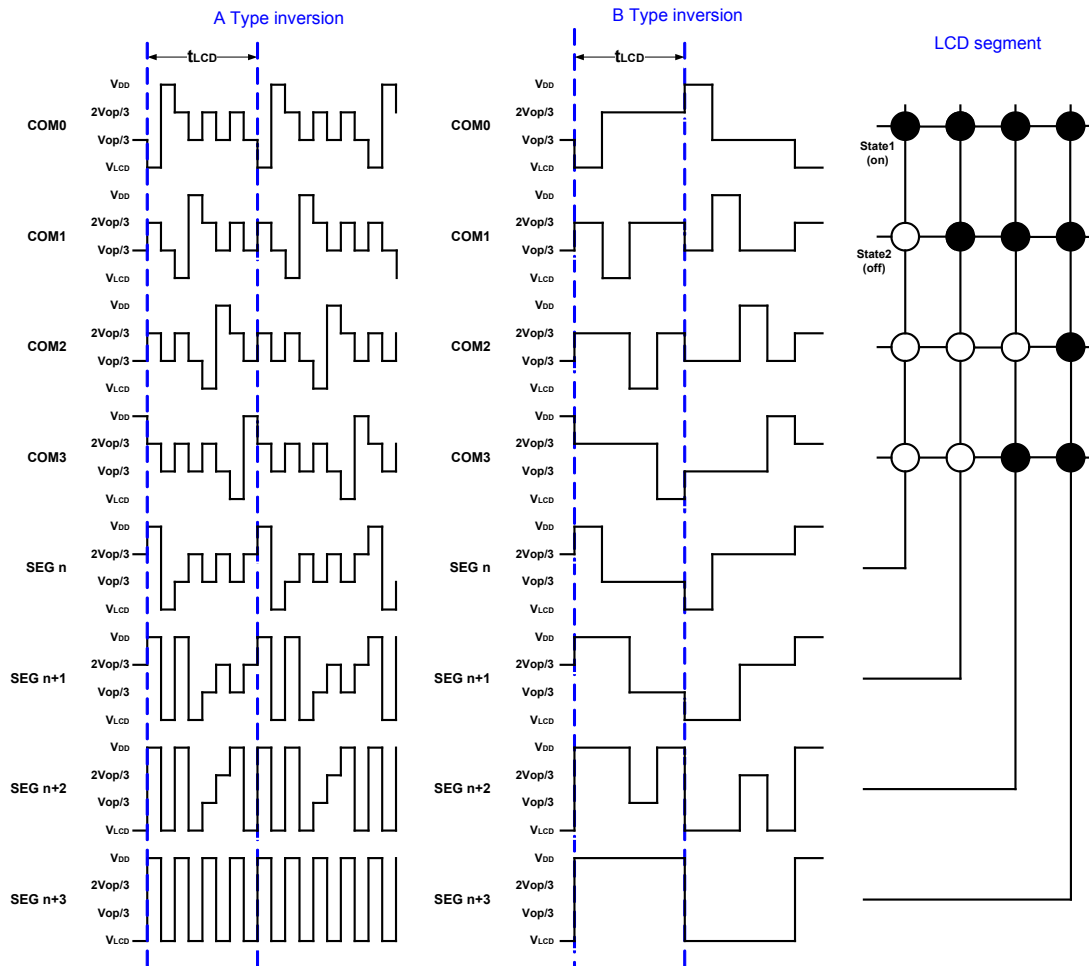 A Type inversion
B Type inversion
LCD segment
tLCD
tLCD
COM0
VDD
2Vop/3
Vop/3
VLCD
COM0
State1
(on)
COM1
VDD
2Vop/3
Vop/3
VLCD
COM1
State2
(off)
COM2
VDD
2Vop/3
Vop/3
VLCD
COM2
COM3
VDD
2Vop/3
Vop/3
VLCD
COM3
SEG n
VDD
2Vop/3
Vop/3
VLCD
SEG n
SEG n+1
VDD
2Vop/3
Vop/3
VLCD
SEG n+1
SEG n+2
VDD
2Vop/3
Vop/3
VLCD
SEG n+2
SEG n+3
VDD
2Vop/3
Vop/3
VLCD
SEG n+3
VDD
2Vop/3
Vop/3
VLCD
VDD
2Vop/3
Vop/3
VLCD
VDD
2Vop/3
Vop/3
VLCD
VDD
2Vop/3
Vop/3
VLCD
VDD
2Vop/3
Vop/3
VLCD
VDD
2Vop/3
Vop/3
VLCD
VDD
2Vop/3
Vop/3
VLCD
VDD
2Vop/3
Vop/3
VLCD